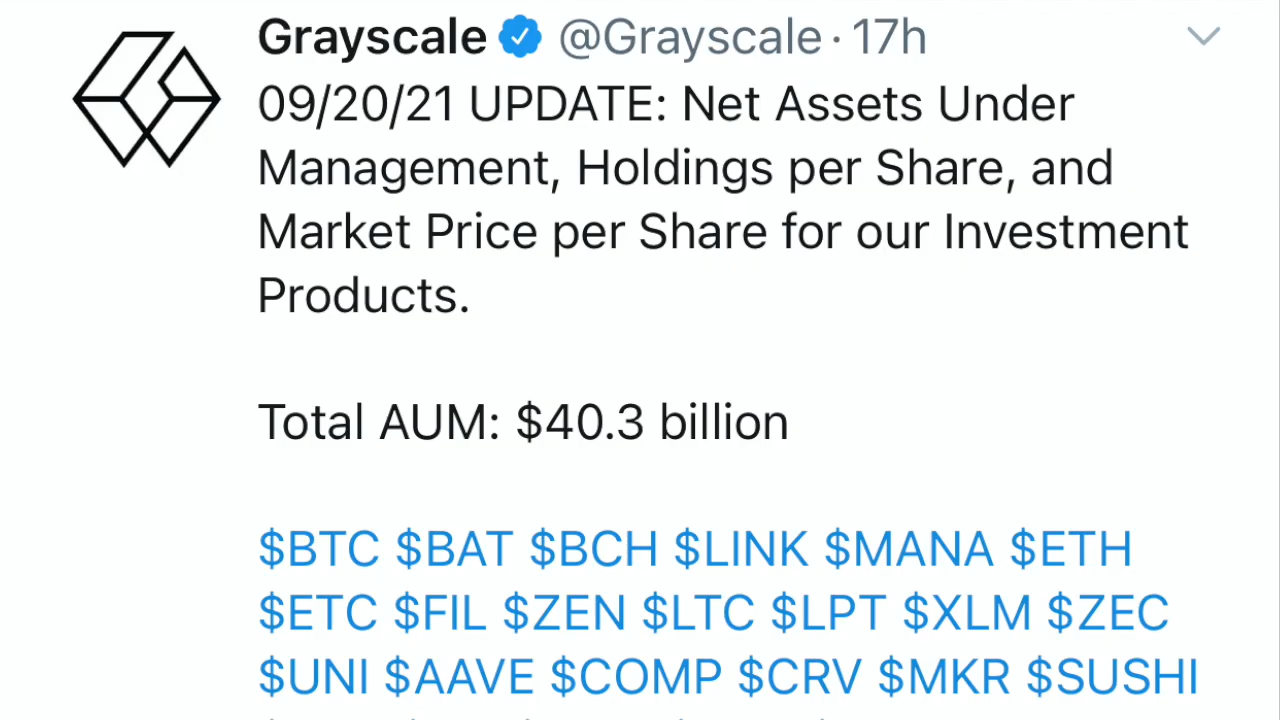 Grayscale @Grayscale · 17h
09/20/21 UPDATE: Net Assets Under
Management, Holdings per Share, and
Market Price per Share for our Investment
Products.
Total AUM: $40.3 billion
$BTC $BAT $BCH $LINK $MANA $ETH
$ETC $FIL $ZEN $LTC $LPT $XLM $ZEC
$UNI $AAVE $COMP $CRV $MKR $SUSHI